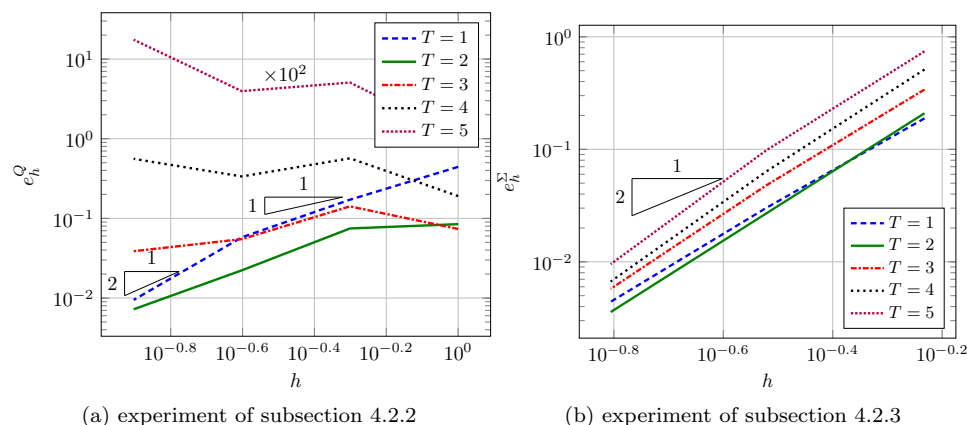 10^1
10^0
10^{-1}
10^{-2}
e_h^Q
×10^2
1
1
1
2
T = 1
T = 2
T = 3
T = 4
T = 5
10^{-0.8} 10^{-0.6} 10^{-0.4} 10^{-0.2} 10^0
h
(a) experiment of subsection 4.2.2
10^0
10^{-1}
10^{-2}
e_h^Σ
1
2
T = 1
T = 2
T = 3
T = 4
T = 5
10^{-0.8} 10^{-0.6} 10^{-0.4} 10^{-0.2}
h
(b) experiment of subsection 4.2.3